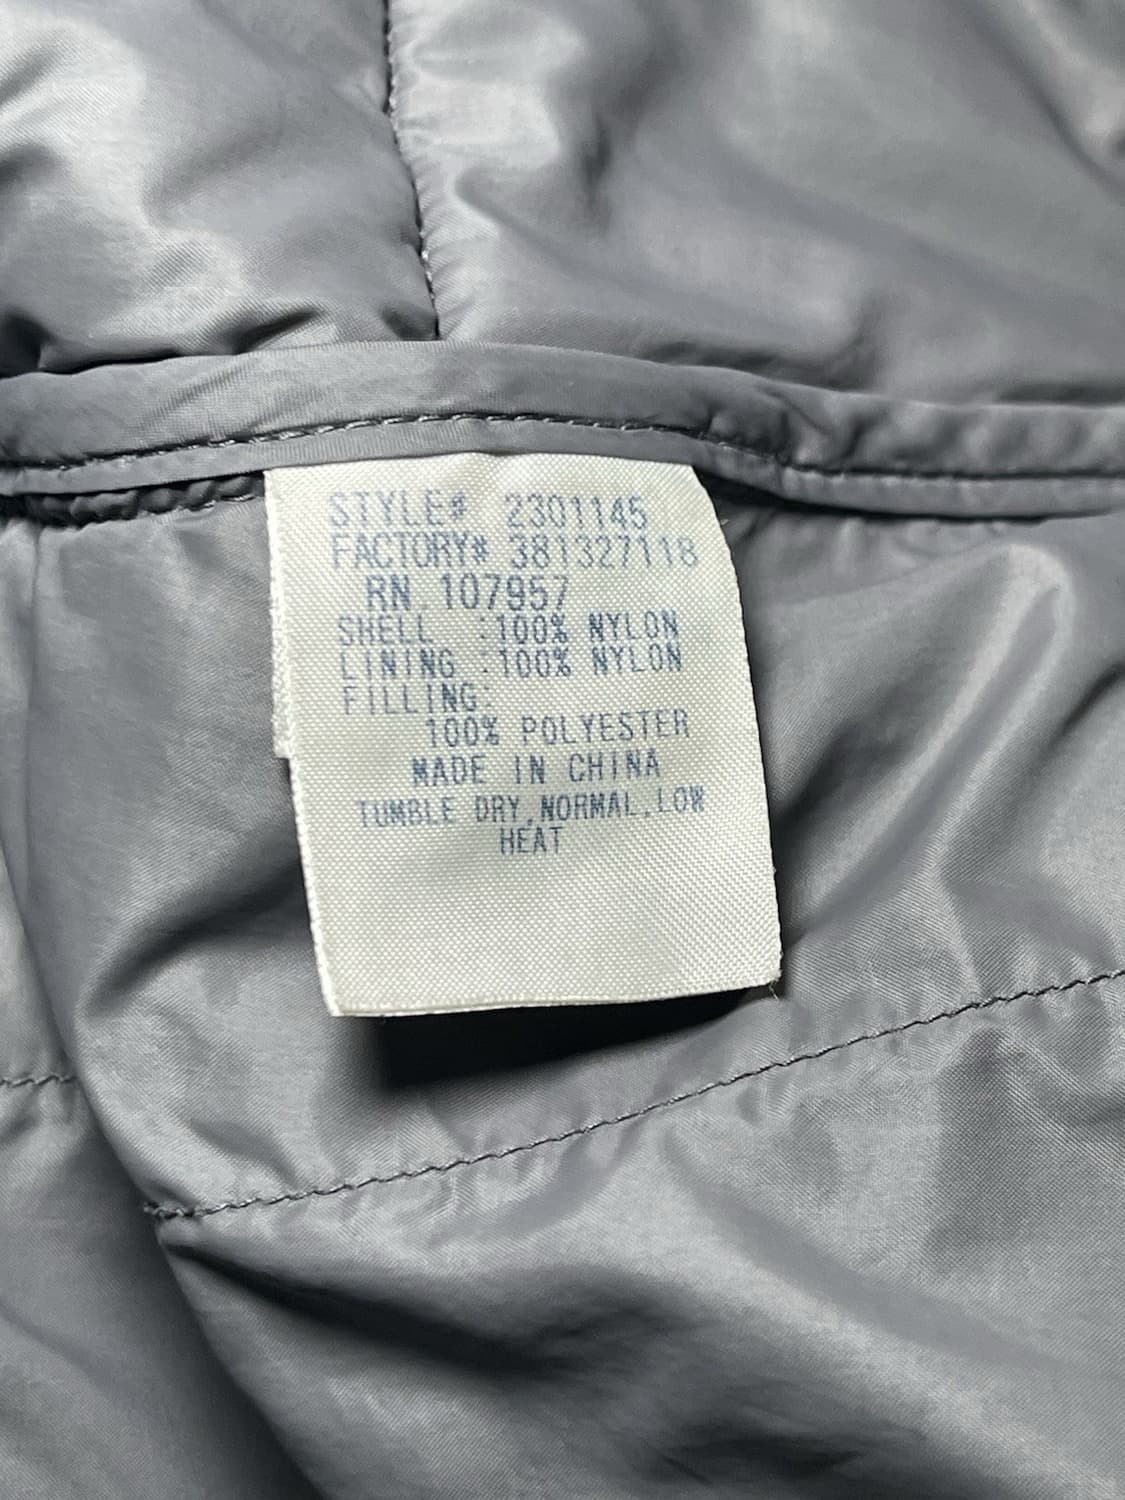 STYLE# 2301145
FACTORY# 381327118
RN 107957
SHELL :100% NYLON
LINING :100% NYLON
FILLING:
100% POLYESTER
MADE IN CHINA
TUMBLE DRY,NORMAL,LOW
HEAT